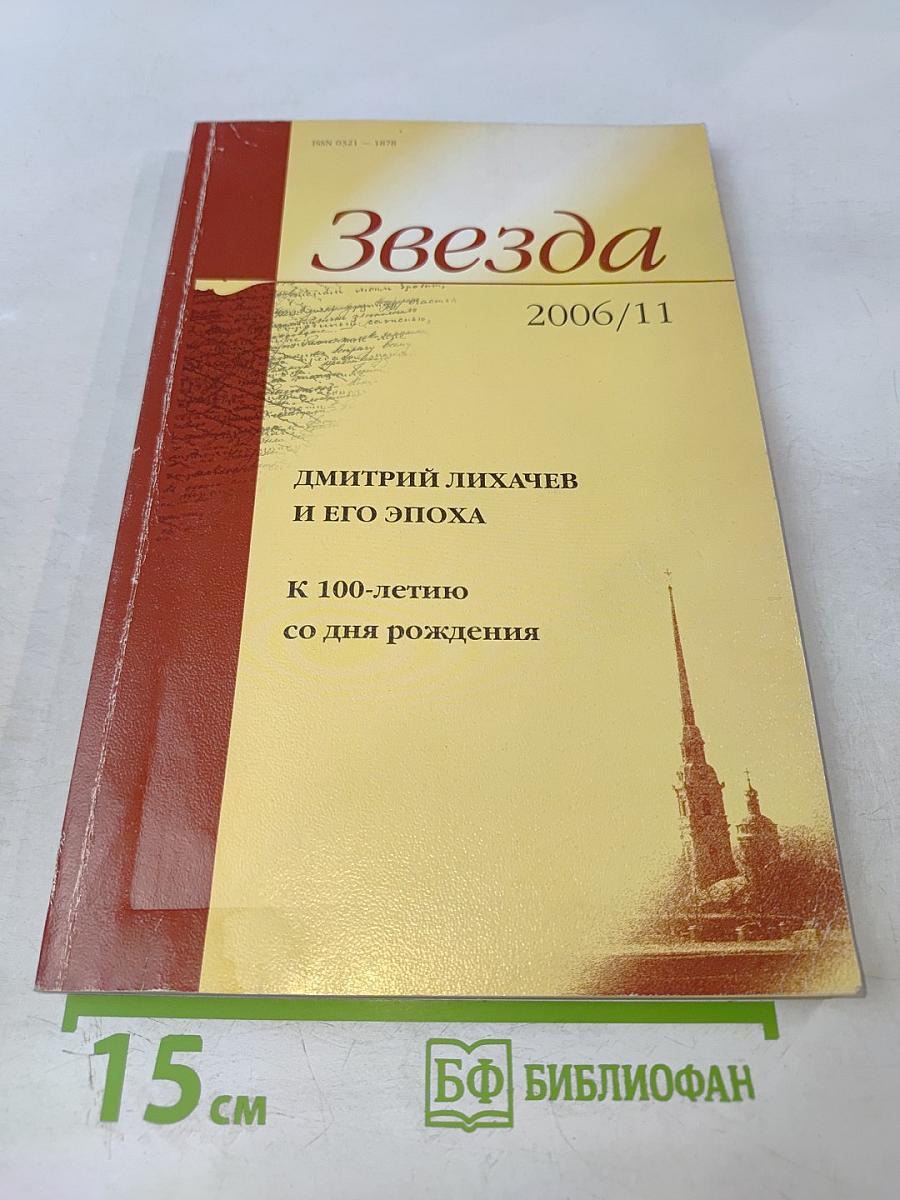 ISSN 0321 — 1878
Звезда
2006/11
ДМИТРИЙ ЛИХАЧЕВ
И ЕГО ЭПОХА
К 100-летию
со дня рождения
15 см
БФ БИБЛИОФАН